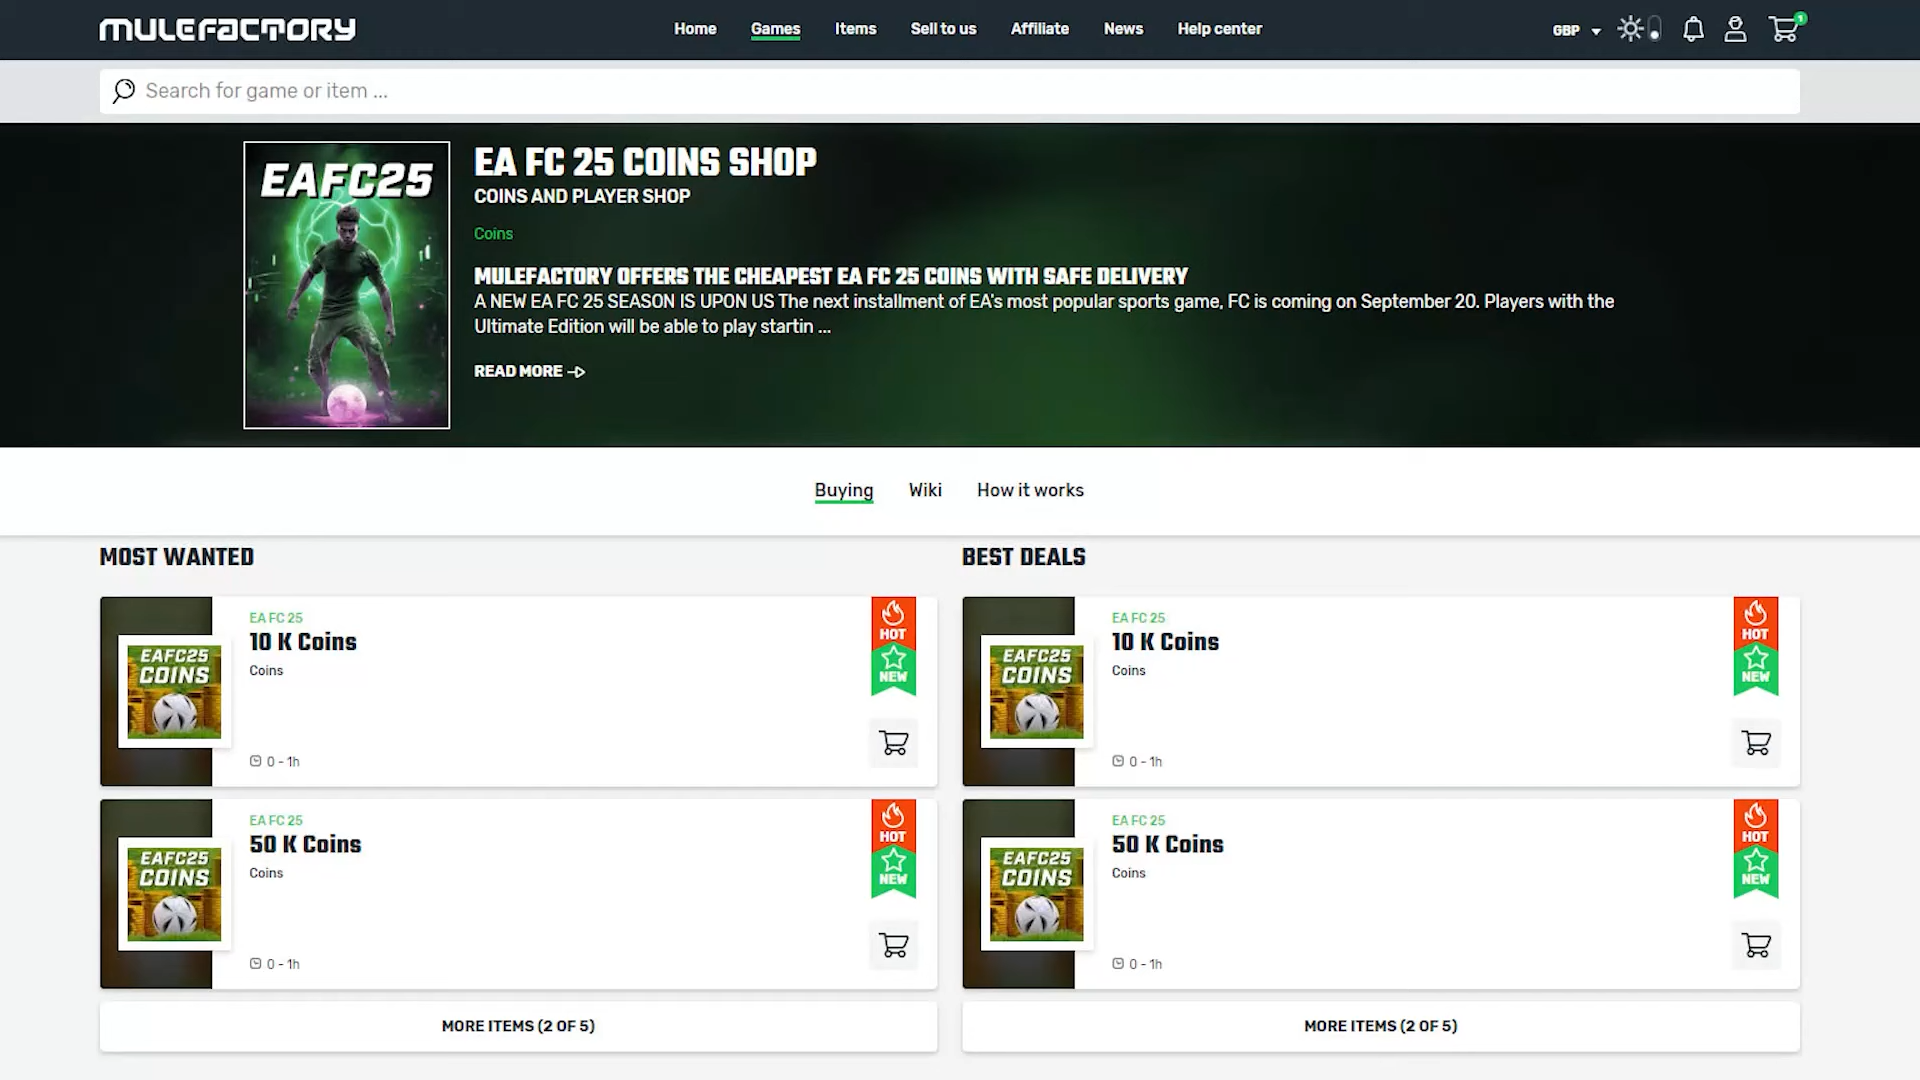 MULEFACTORY
Home
Games
Items
Sell to us
Affiliate
News
Help center
GBP
1
Search for game or item ...
EAFC25
EA FC 25 COINS SHOP
COINS AND PLAYER SHOP
Coins
MULEFACTORY OFFERS THE CHEAPEST EA FC 25 COINS WITH SAFE DELIVERY
A NEW EA FC 25 SEASON IS UPON US The next installment of EA's most popular sports game, FC is coming on September 20. Players with the
Ultimate Edition will be able to play startin ...
READ MORE
Buying
Wiki
How it works
MOST WANTED
EAFC25
COINS
EA FC 25
10 K Coins
Coins
0 - 1h
HOT
NEW
EAFC25
COINS
EA FC 25
50 K Coins
Coins
0 - 1h
HOT
NEW
MORE ITEMS (2 OF 5)
BEST DEALS
EAFC25
COINS
EA FC 25
10 K Coins
Coins
0 - 1h
HOT
NEW
EAFC25
COINS
EA FC 25
50 K Coins
Coins
0 - 1h
HOT
NEW
MORE ITEMS (2 OF 5)